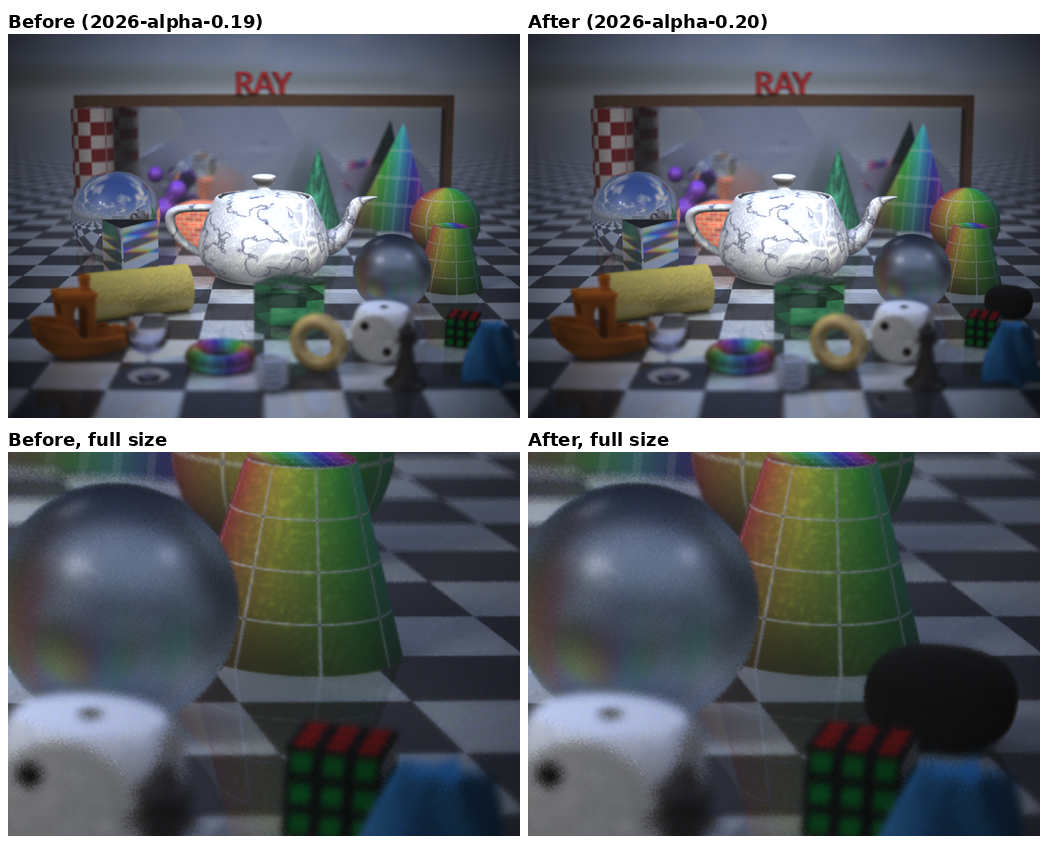 Before (2026-alpha-0.19)
After (2026-alpha-0.20)
RAY
RAY
Before, full size
After, full size